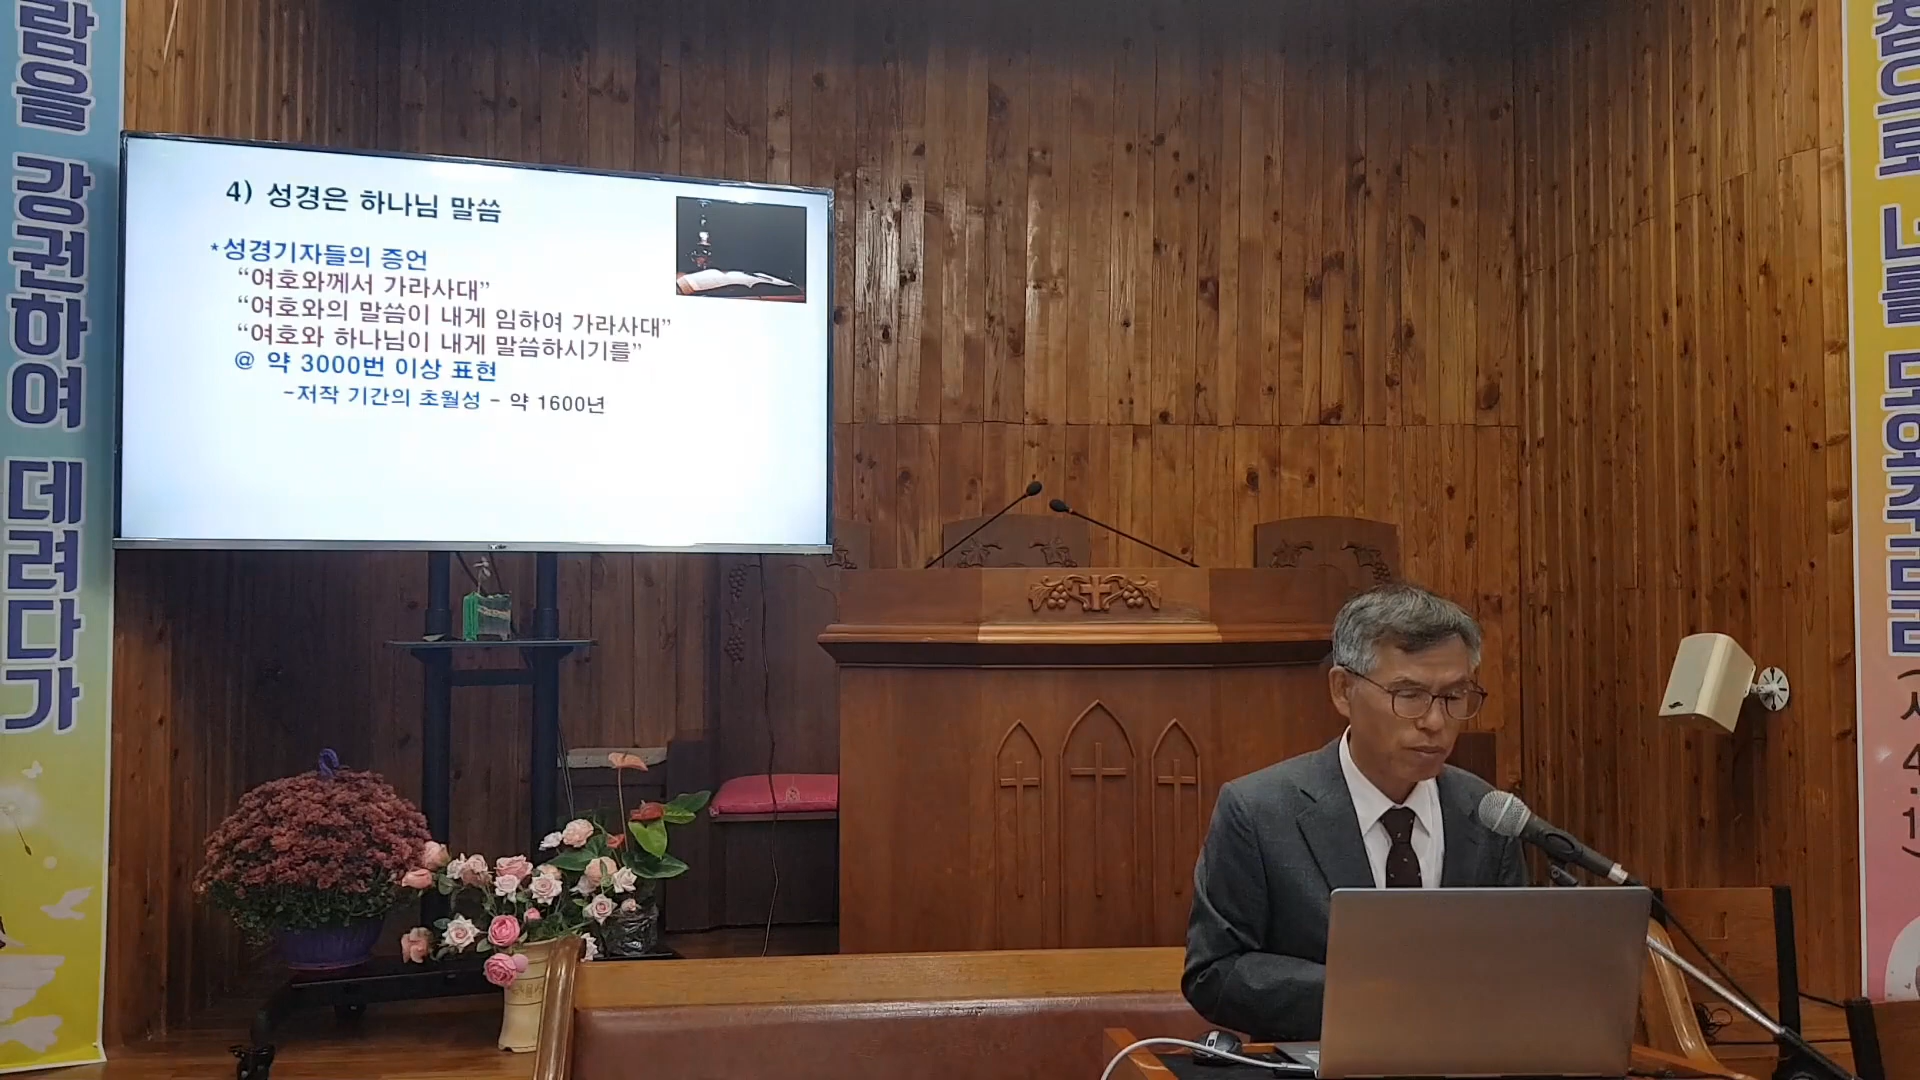 람을 강권하여 데려다가
4) 성경은 하나님 말씀
*성경기자들의 증언
“여호와께서 가라사대”
“여호와의 말씀이 내게 임하여 가라사대”
“여호와 하나님이 내게 말씀하시기를”
@ 약 3000번 이상 표현
-저작 기간의 초월성 - 약 1600년